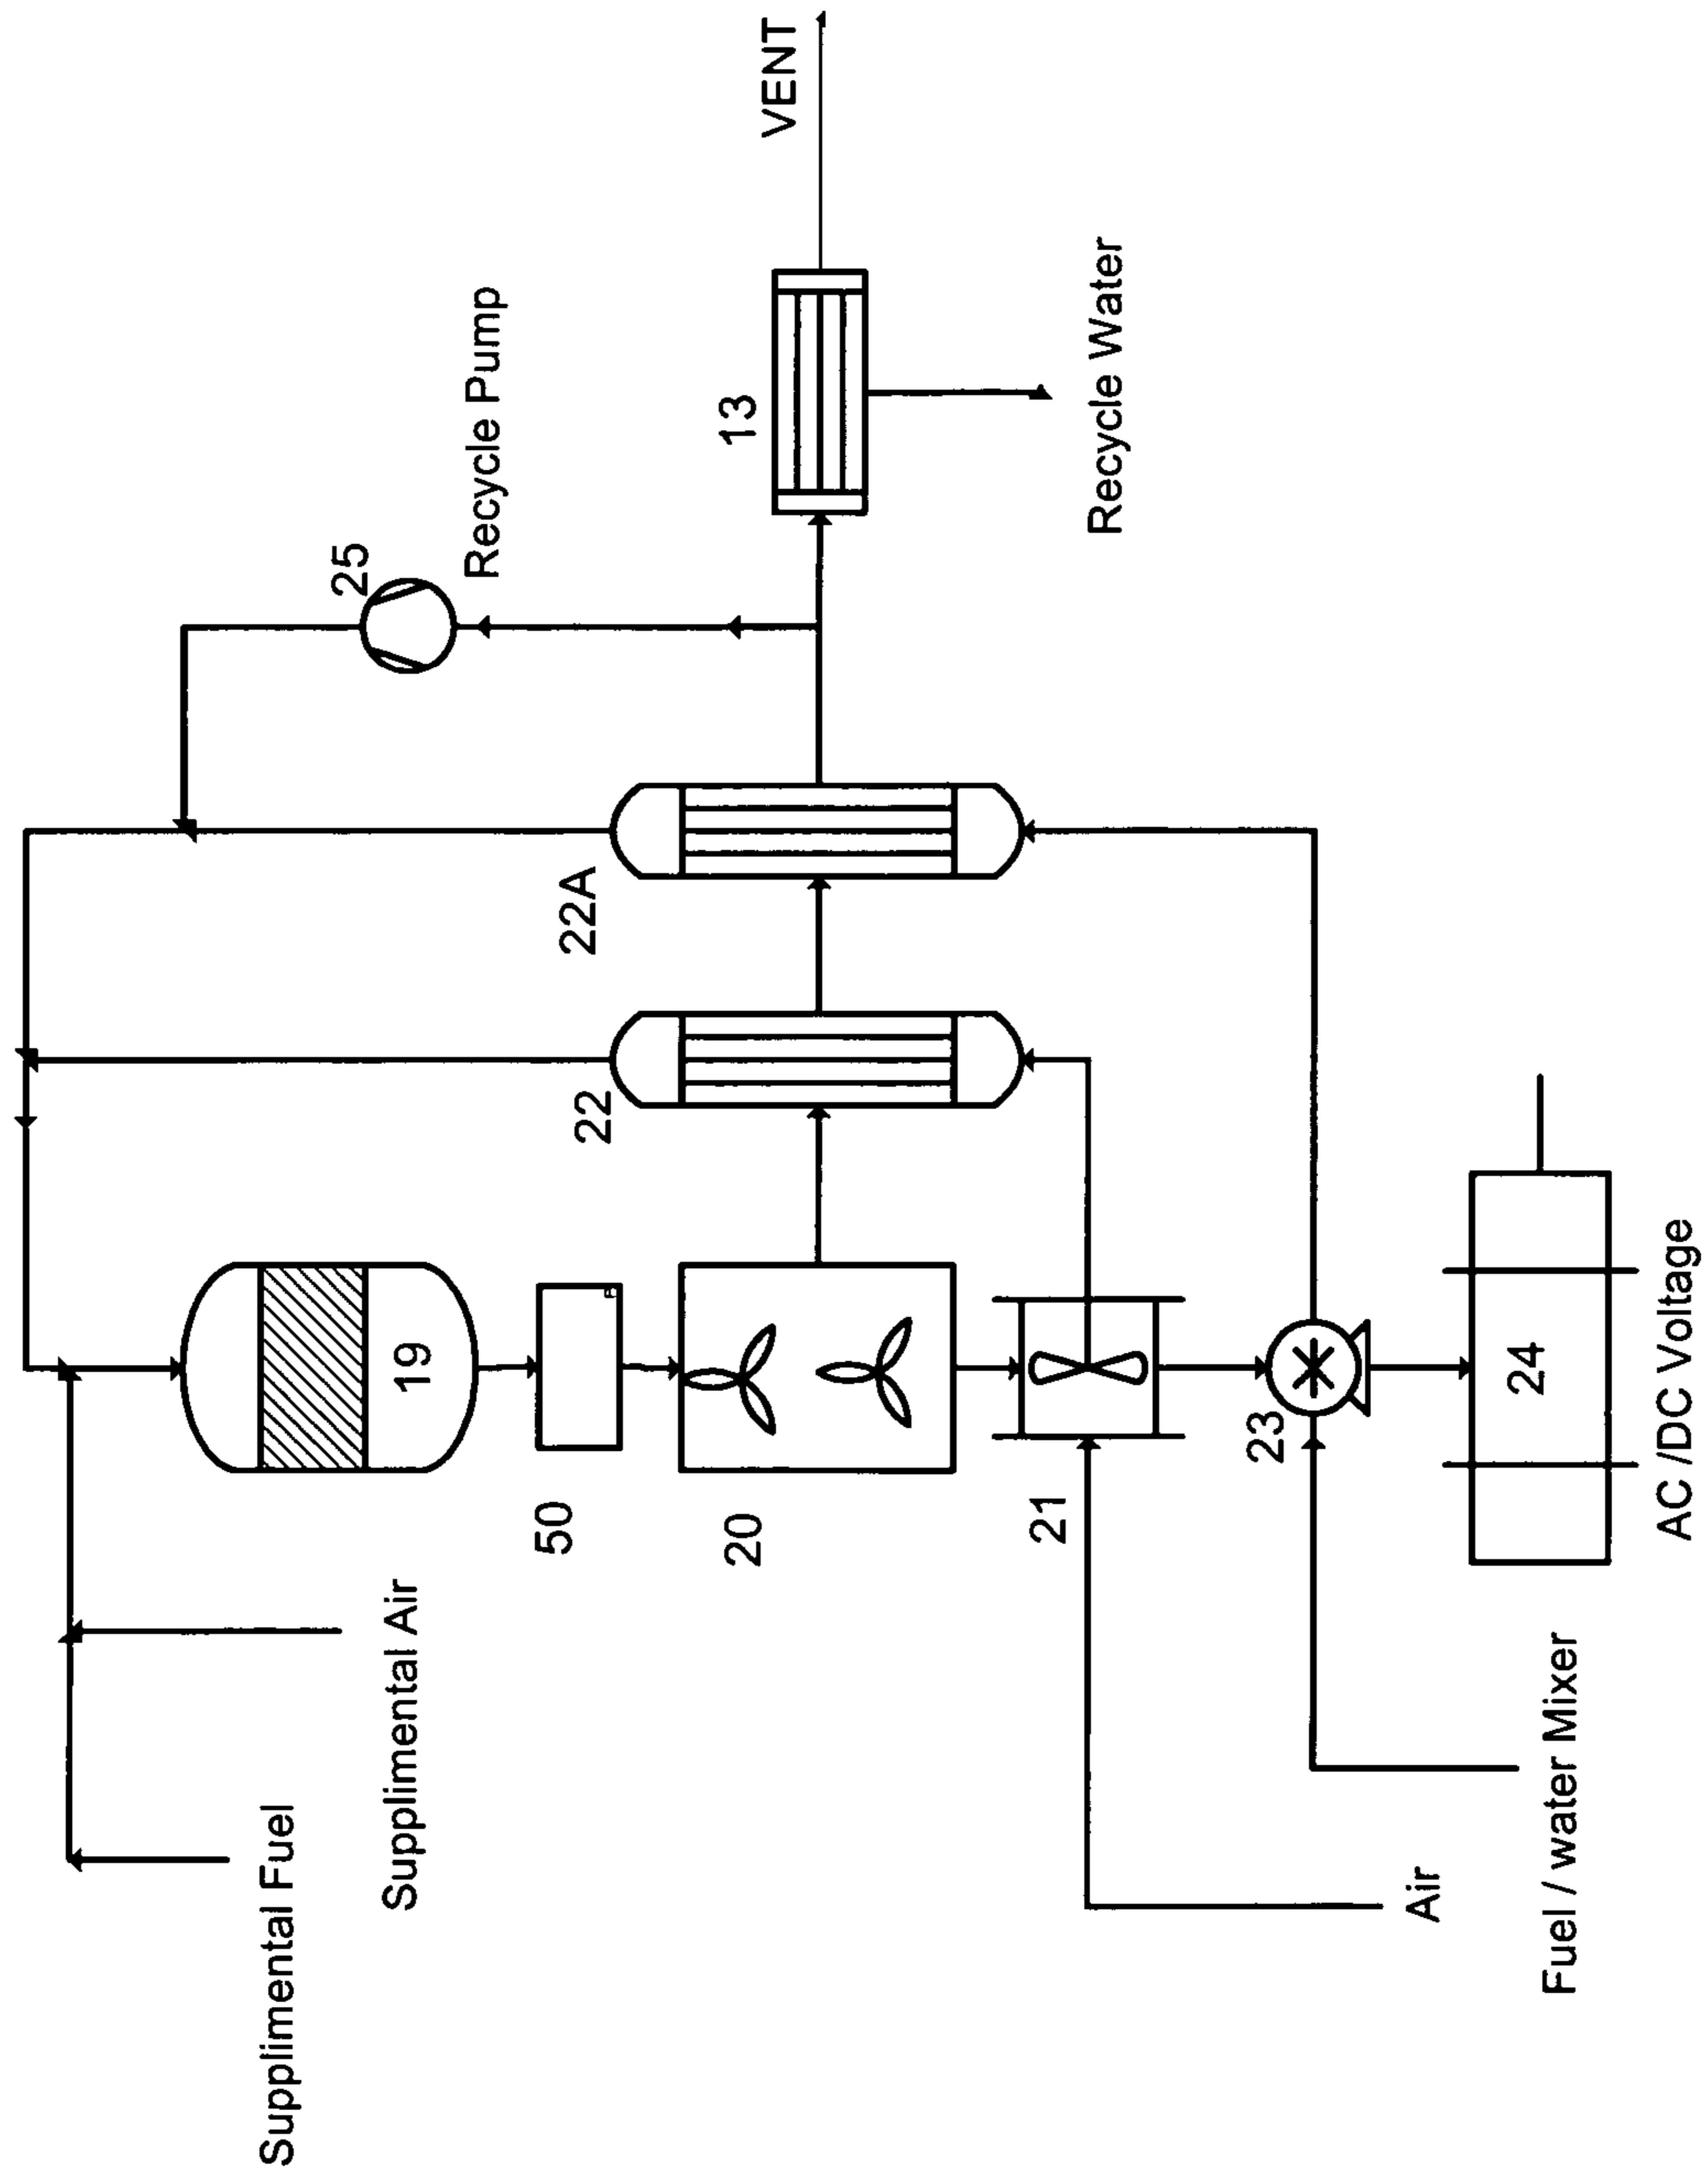 Supplimental Fuel
25
Supplimental Air
19
Recycle Pump
50
22A
22
20
13
VENT
21
Recycle Water
23
Air
24
Fuel / water Mixer
AC /DC Voltage